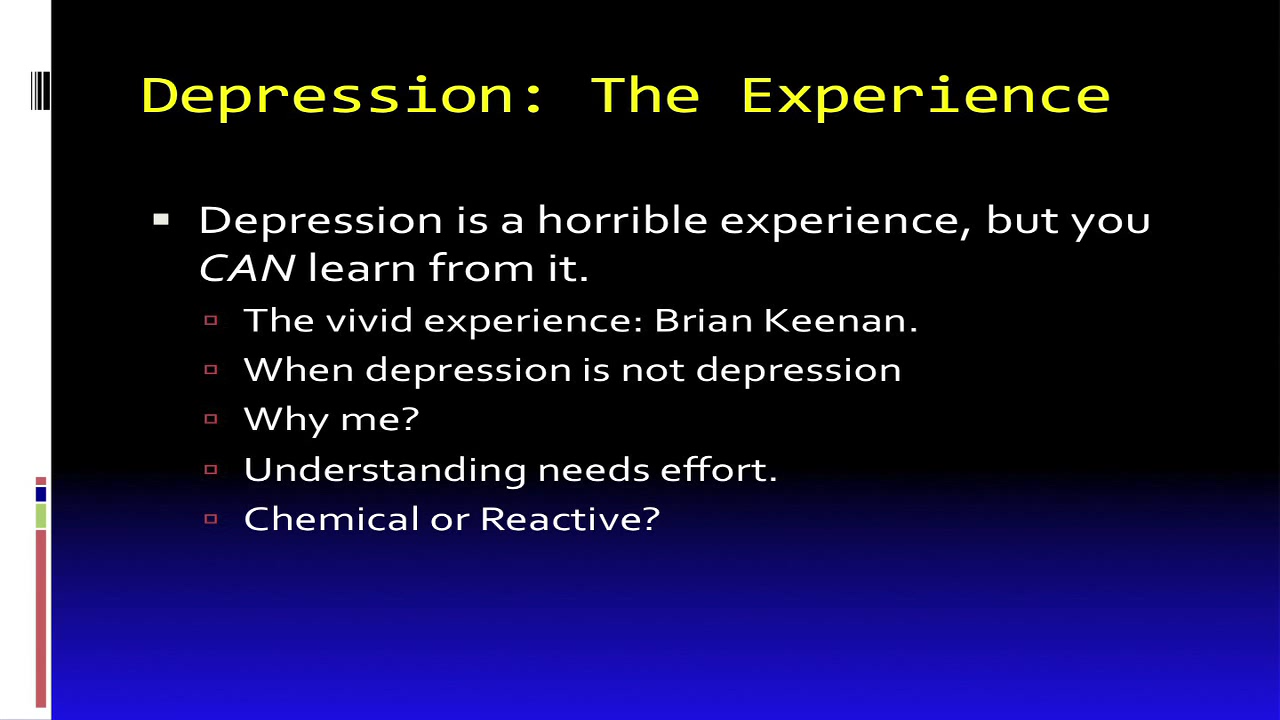 Depression: The Experience
Depression is a horrible experience, but you
CAN learn from it.
The vivid experience: Brian Keenan.
When depression is not depression
Why me?
Understanding needs effort.
Chemical or Reactive?